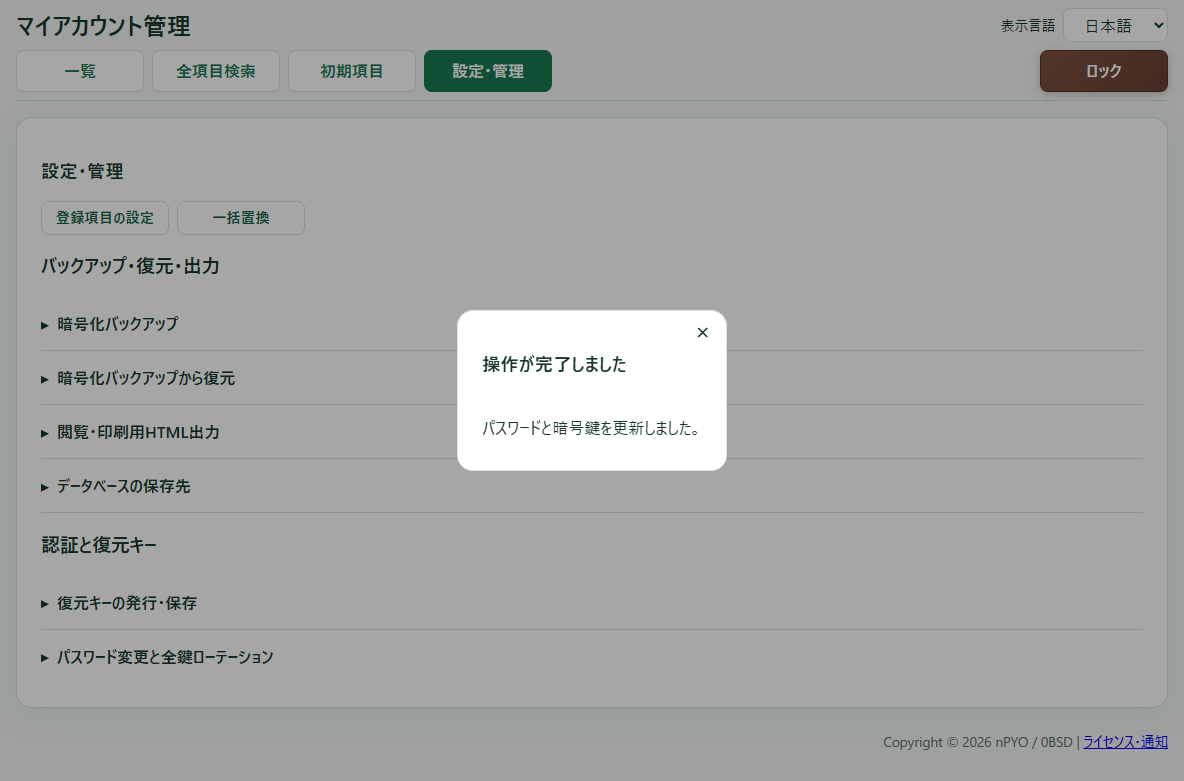 マイアカウント管理
表示言語 日本語
一覧 全項目検索 初期項目 設定・管理 ロック
設定・管理
登録項目の設定 一括置換
バックアップ・復元・出力
▶ 暗号化バックアップ
×
操作が完了しました
▶ 暗号化バックアップから復元
パスワードと暗号鍵を更新しました。
▶ 閲覧・印刷用HTML出力
▶ データベースの保存先
認証と復元キー
▶ 復元キーの発行・保存
▶ パスワード変更と全鍵ローテーション
Copyright © 2026 nPYO / 0BSD | ライセンス・通知